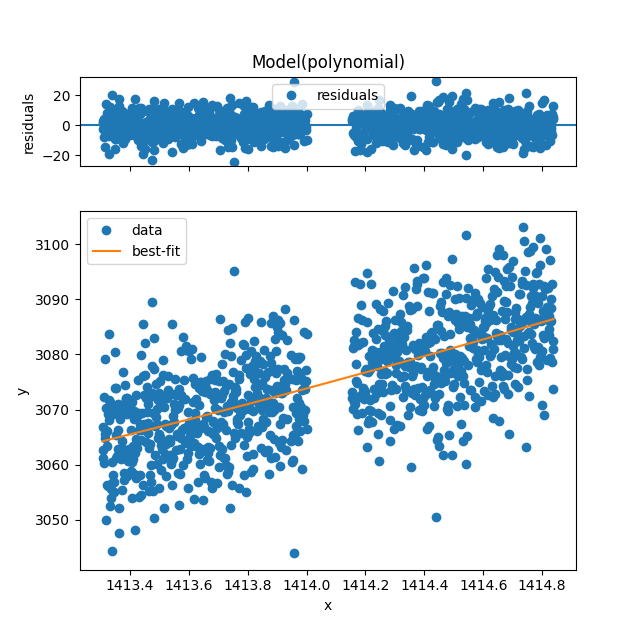 Model(polynomial)
residuals
20
0
−20
residuals
data
best-fit
y
3100
3090
3080
3070
3060
3050
1413.4 1413.6 1413.8 1414.0 1414.2 1414.4 1414.6 1414.8
x